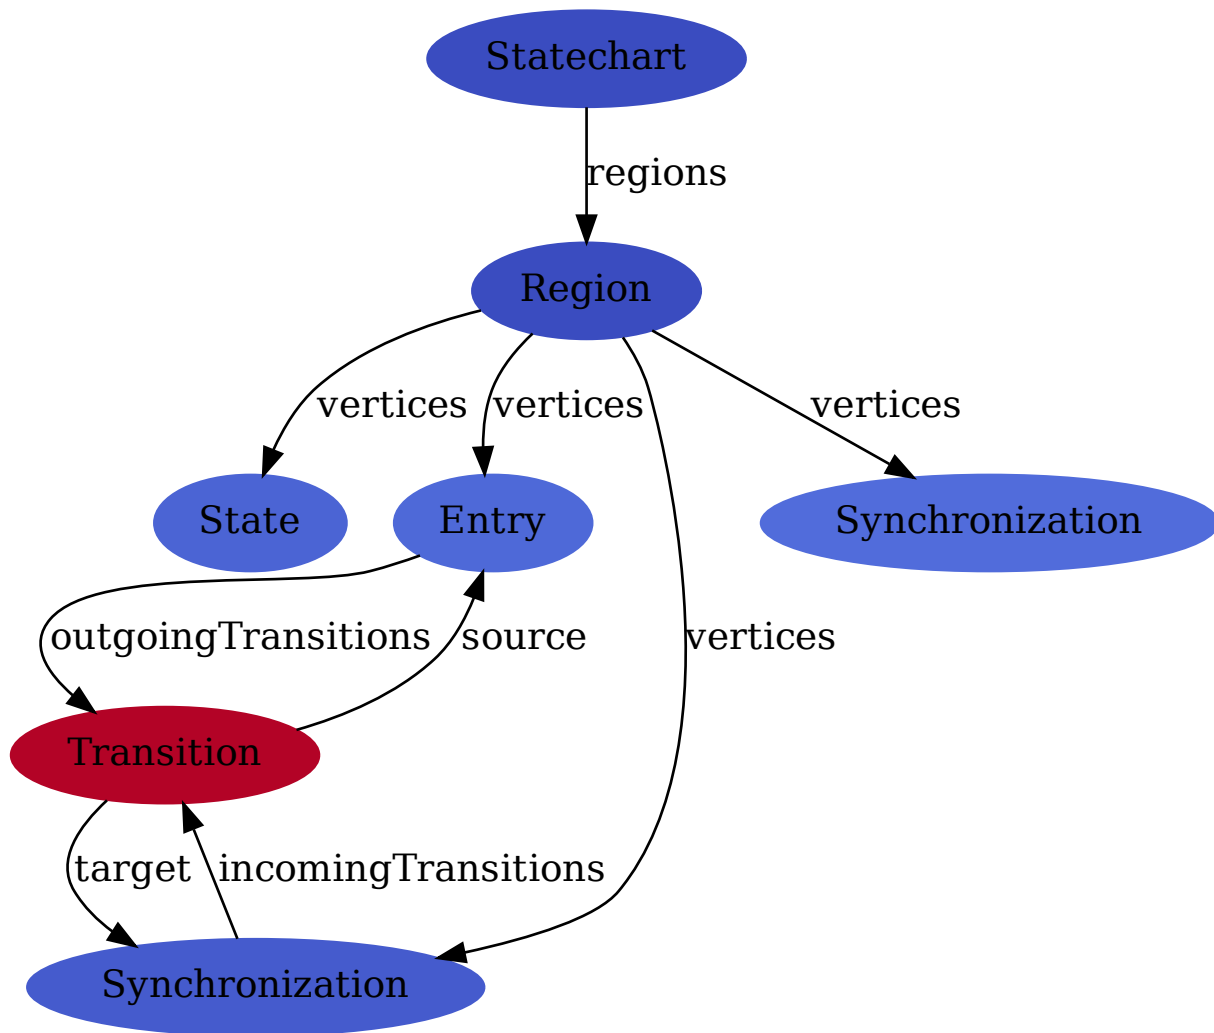 Statechart
regions
Region
vertices
vertices
vertices
State
Entry
Synchronization
outgoingTransitions
source
vertices
Transition
target
incomingTransitions
Synchronization